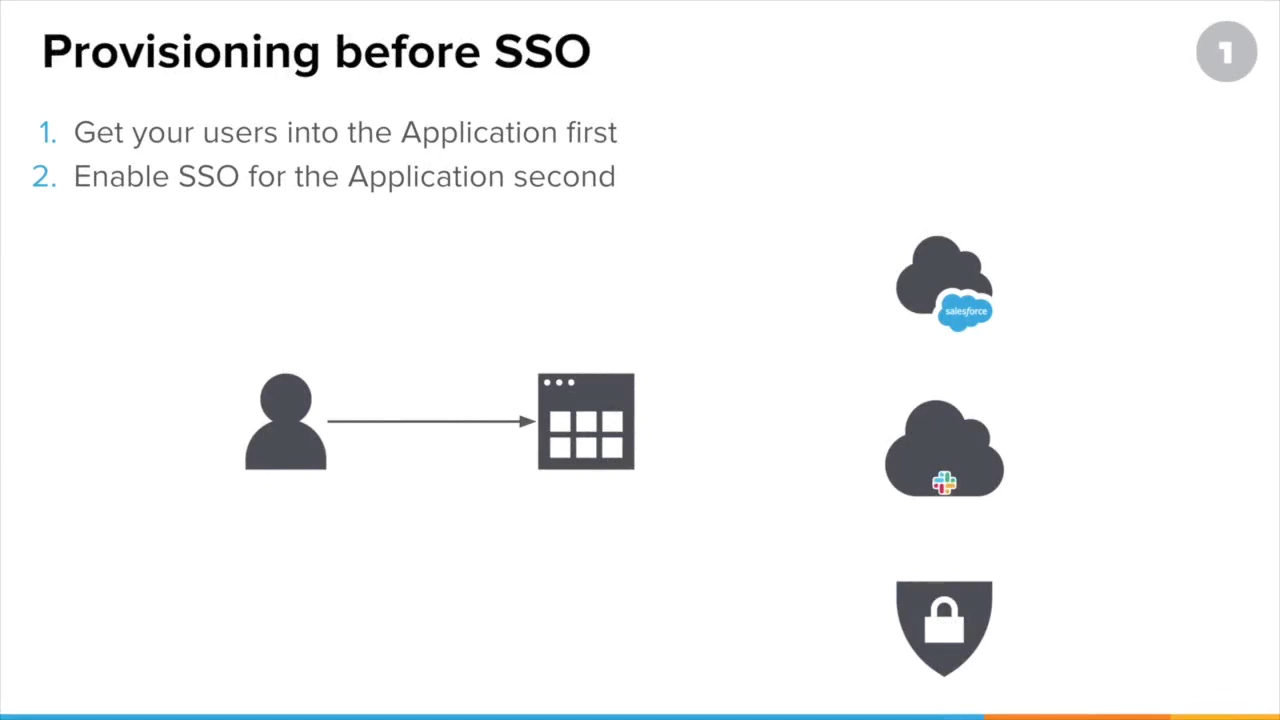 Provisioning before SSO
1
1. Get your users into the Application first
2. Enable SSO for the Application second
salesforce